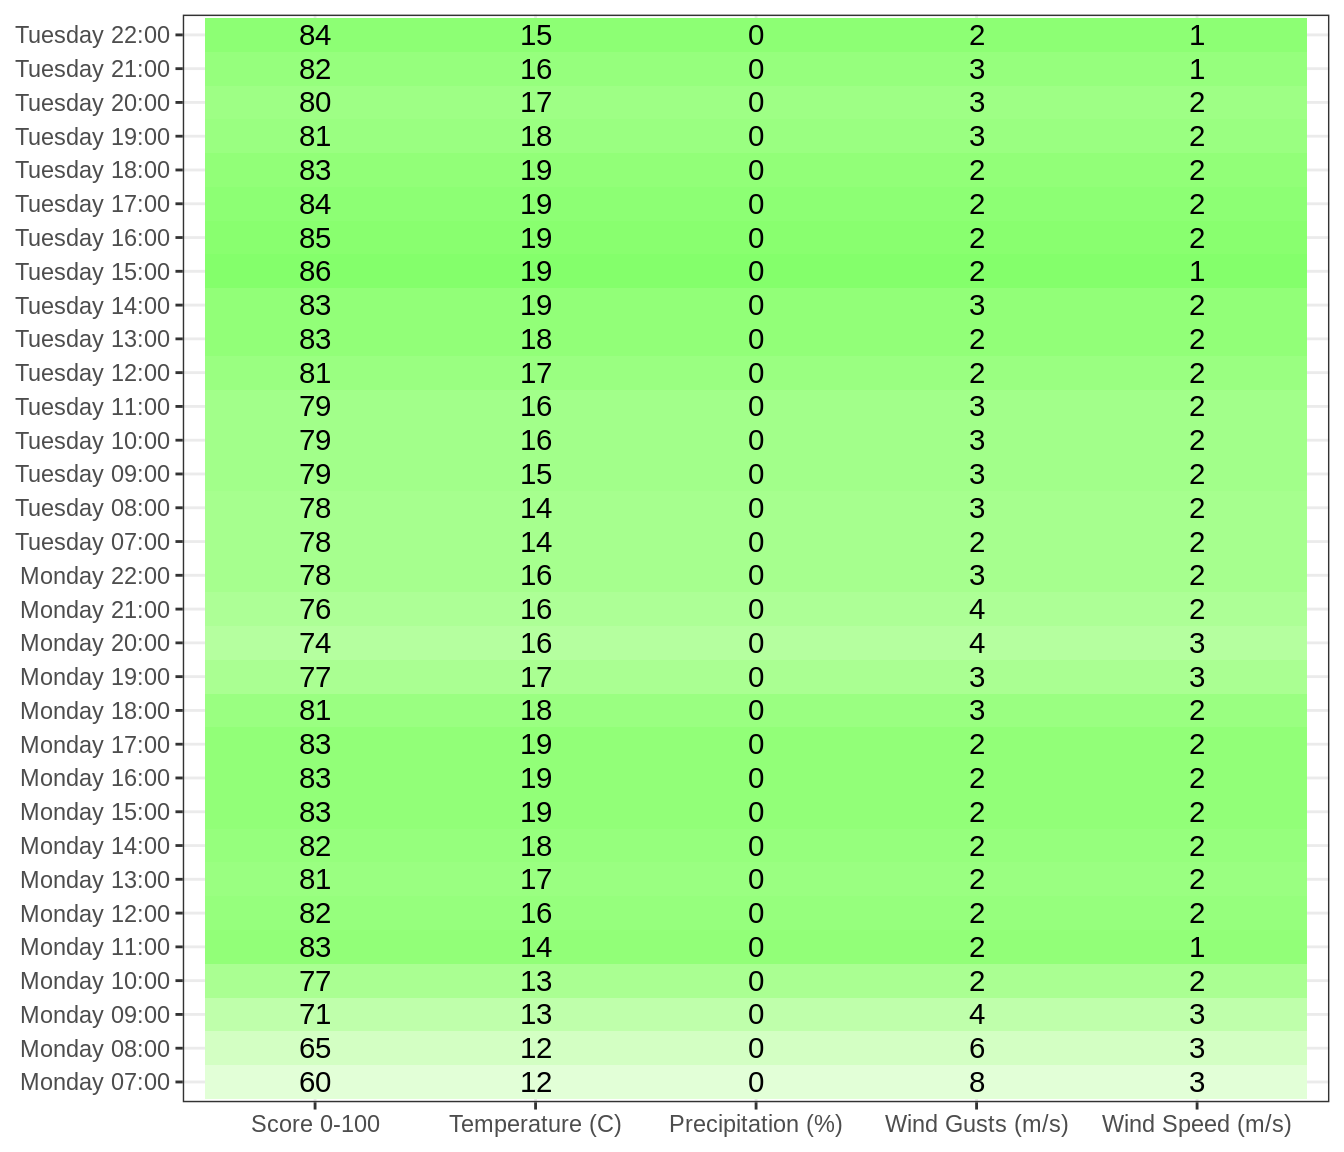 Tuesday 22:00 84 15 0 2 1
Tuesday 21:00 82 16 0 3 1
Tuesday 20:00 80 17 0 3 2
Tuesday 19:00 81 18 0 3 2
Tuesday 18:00 83 19 0 2 2
Tuesday 17:00 84 19 0 2 2
Tuesday 16:00 85 19 0 2 2
Tuesday 15:00 86 19 0 2 1
Tuesday 14:00 83 19 0 3 2
Tuesday 13:00 83 18 0 2 2
Tuesday 12:00 81 17 0 2 2
Tuesday 11:00 79 16 0 3 2
Tuesday 10:00 79 16 0 3 2
Tuesday 09:00 79 15 0 3 2
Tuesday 08:00 78 14 0 3 2
Tuesday 07:00 78 14 0 2 2
Monday 22:00 78 16 0 3 2
Monday 21:00 76 16 0 4 2
Monday 20:00 74 16 0 4 3
Monday 19:00 77 17 0 3 3
Monday 18:00 81 18 0 3 2
Monday 17:00 83 19 0 2 2
Monday 16:00 83 19 0 2 2
Monday 15:00 83 19 0 2 2
Monday 14:00 82 18 0 2 2
Monday 13:00 81 17 0 2 2
Monday 12:00 82 16 0 2 2
Monday 11:00 83 14 0 2 1
Monday 10:00 77 13 0 2 2
Monday 09:00 71 13 0 4 3
Monday 08:00 65 12 0 6 3
Monday 07:00 60 12 0 8 3
Score 0-100 Temperature (C) Precipitation (%) Wind Gusts (m/s) Wind Speed (m/s)